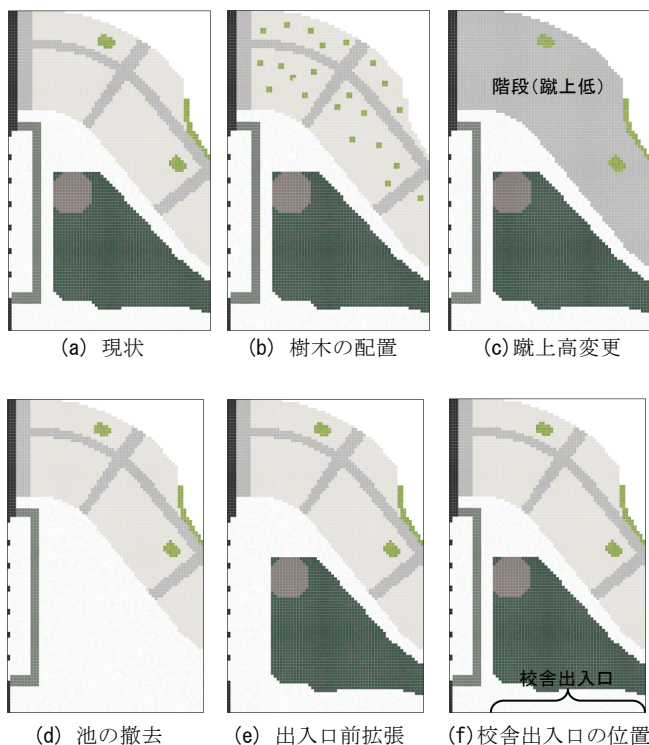 階段(蹴上低)
(a) 現状
(b) 樹木の配置
(c)蹴上高変更
校舎出入口
(d) 池の撤去
(e) 出入口前拡張
(f)校舎出入口の位置